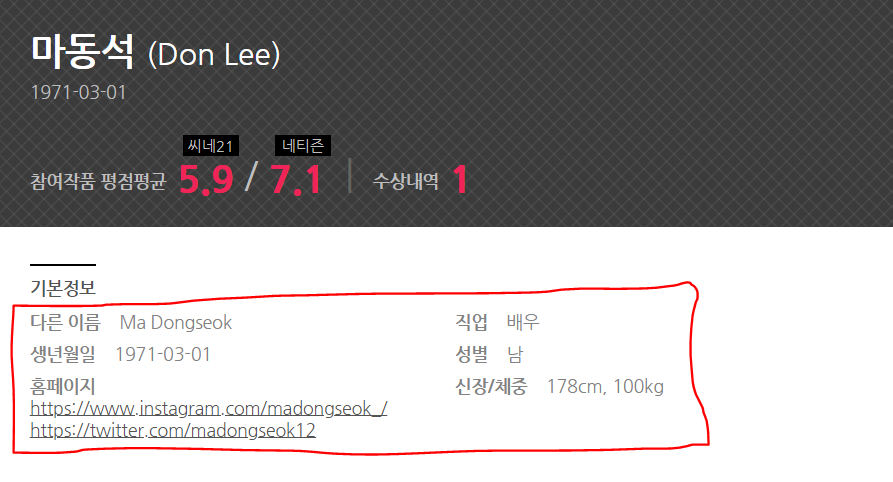 마동석 (Don Lee)
1971-03-01
씨네21 네티즌
참여작품 평점평균 5.9 / 7.1 수상내역 1
기본정보
다른 이름 Ma Dongseok 직업 배우
생년월일 1971-03-01 성별 남
홈페이지 신장/체중 178cm, 100kg
https://www.instagram.com/madongseok_/
https://twitter.com/madongseok12